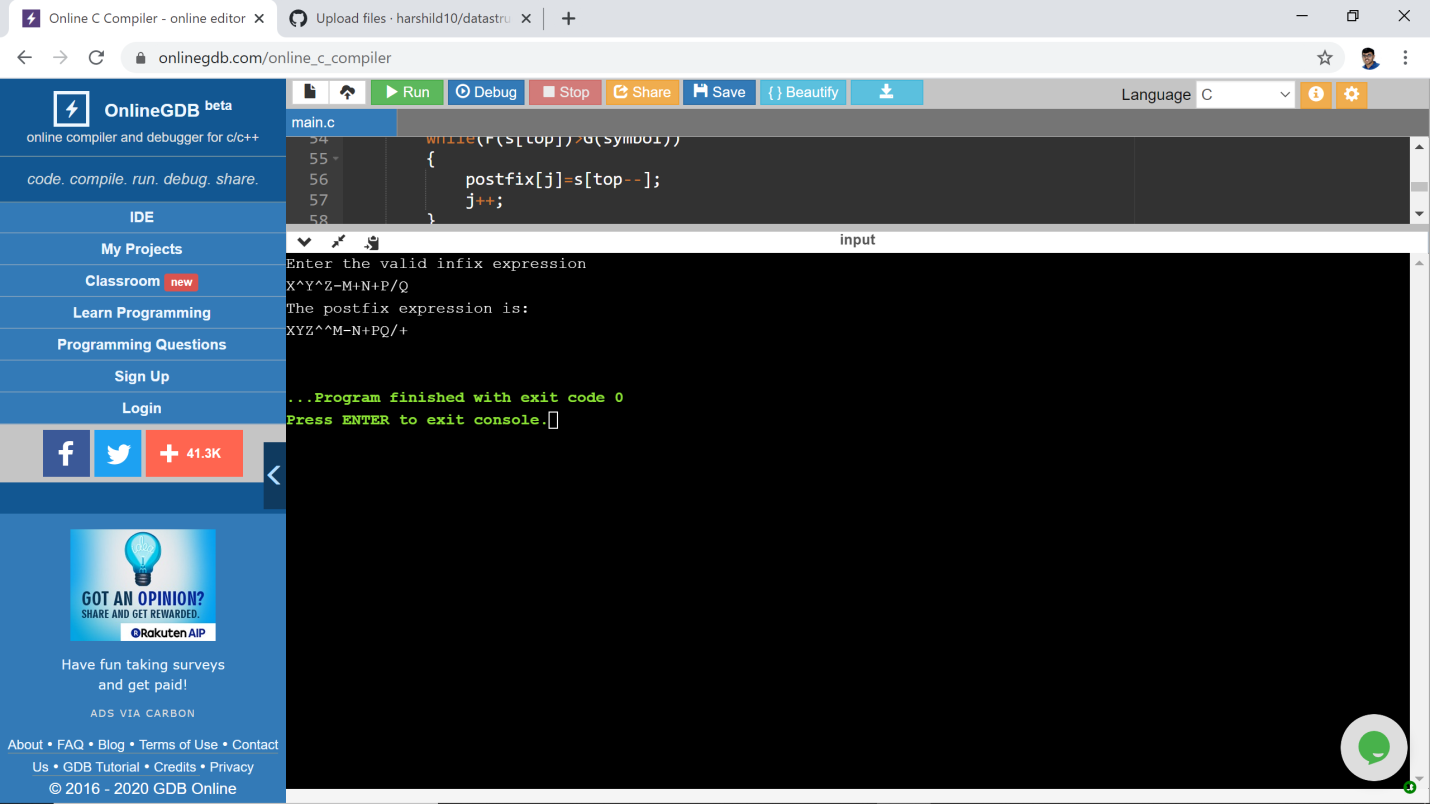 Online C Compiler - online editor
Upload files · harshild10/datastru
onlinegdb.com/online_c_compiler
OnlineGDB beta
online compiler and debugger for c/c++
code. compile. run. debug. share.
IDE
My Projects
Classroom new
Learn Programming
Programming Questions
Sign Up
Login
41.3K
GOT AN OPINION?
SHARE AND GET REWARDED.
Rakuten AIP
Have fun taking surveys
and get paid!
ADS VIA CARBON
About • FAQ • Blog • Terms of Use • Contact
Us • GDB Tutorial • Credits • Privacy
© 2016 - 2020 GDB Online
Run Debug Stop Share Save { } Beautify
Language C
main.c
54 while(F(s[top])>G(symbol))
55 {
56 postfix[j]=s[top--];
57 j++;
58 }
input
Enter the valid infix expression
X^Y^Z-M+N+P/Q
The postfix expression is:
XYZ^^M-N+PQ/+
...Program finished with exit code 0
Press ENTER to exit console.